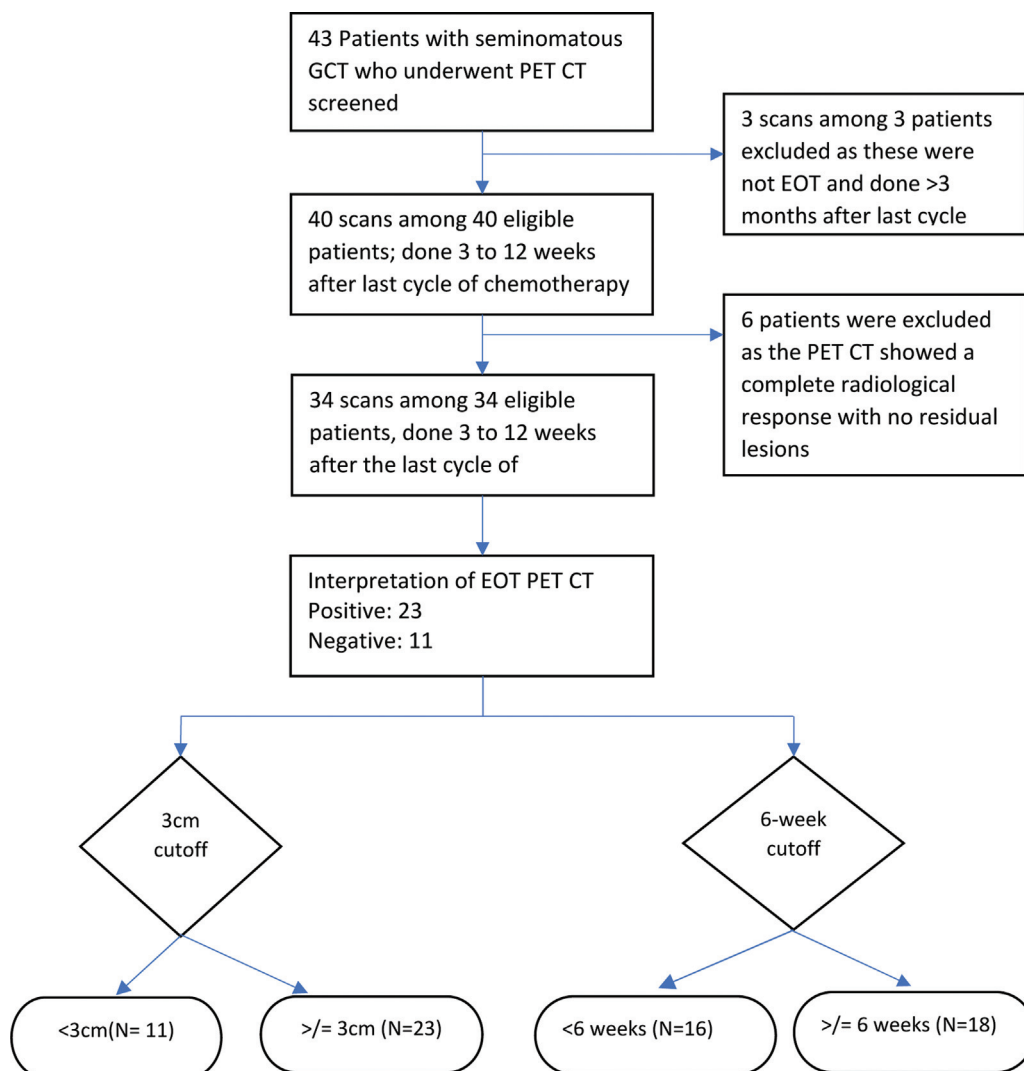 43 Patients with seminomatous
GCT who underwent PET CT
screened
3 scans among 3 patients
excluded as these were
not EOT and done >3
months after last cycle
40 scans among 40 eligible
patients; done 3 to 12 weeks
after last cycle of chemotherapy
6 patients were excluded
as the PET CT showed a
complete radiological
response with no residual
lesions
34 scans among 34 eligible
patients, done 3 to 12 weeks
after the last cycle of
Interpretation of EOT PET CT
Positive: 23
Negative: 11
3cm
cutoff
6-week
cutoff
<3cm(N= 11)
>/= 3cm (N=23)
<6 weeks (N=16)
>/= 6 weeks (N=18)